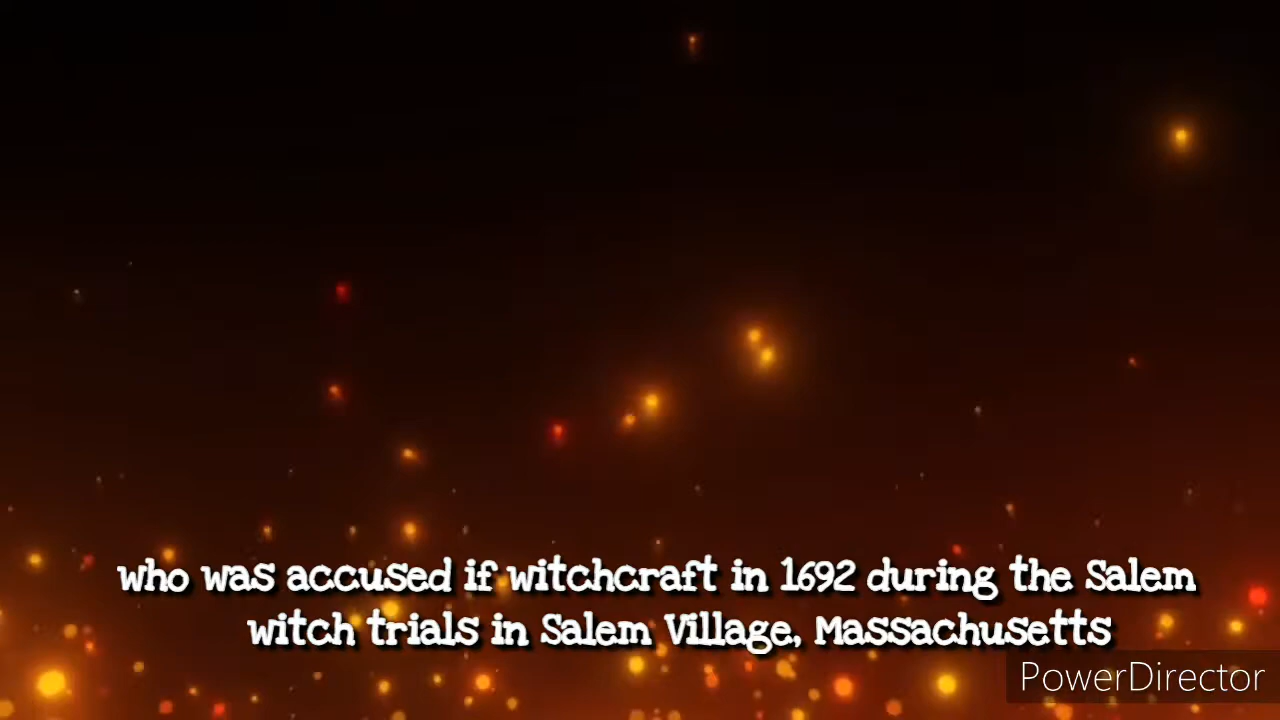 who was accused if witchcraft in 1692 during the Salem
witch trials in Salem Village, Massachusetts
PowerDirector